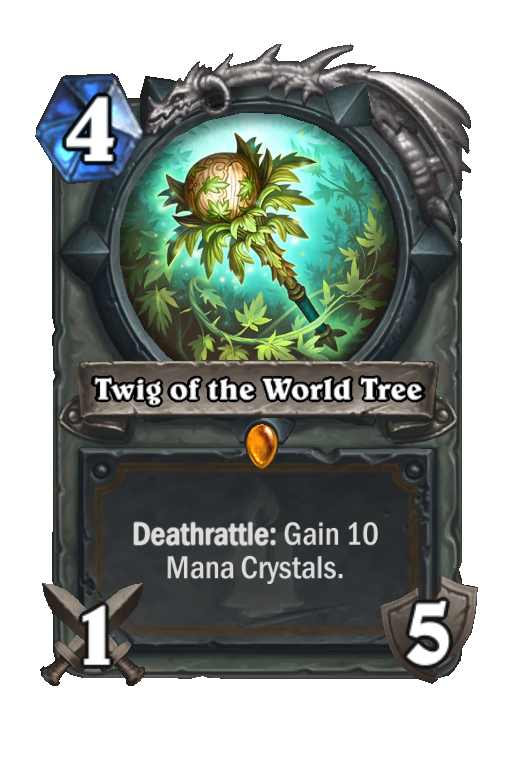 4
Twig of the World Tree
Deathrattle: Gain 10
Mana Crystals.
1
5